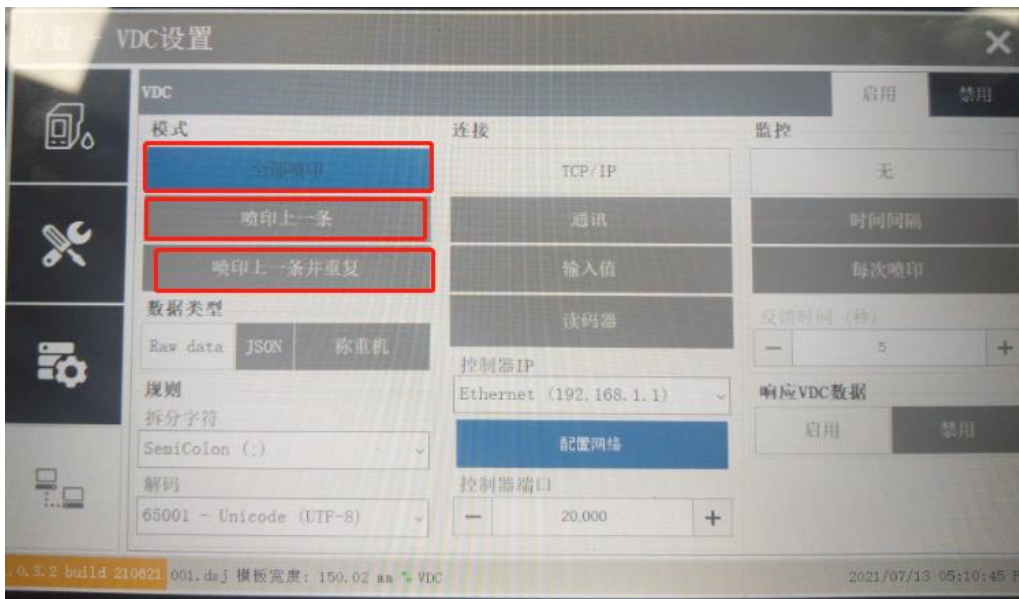 设置 - VDC设置
VDC
启用
禁用
模式
全部喷印
喷印上一条
喷印上一条并重复
数据类型
Raw data
JSON
称重机
规则
拆分字符
SemiColon (;)
解码
65001 - Unicode (UTF-8)
连接
TCP/IP
通讯
输入值
读码器
控制器IP
Ethernet (192.168.1.1)
配置网络
控制器端口
20,000
监控
无
时间间隔
每次喷印
反馈时间 (秒)
5
响应VDC数据
启用
禁用
.0.3.2 build 210621 001.dsj 模板宽度: 150.02 mm VDC
2021/07/13 05:10:45 P